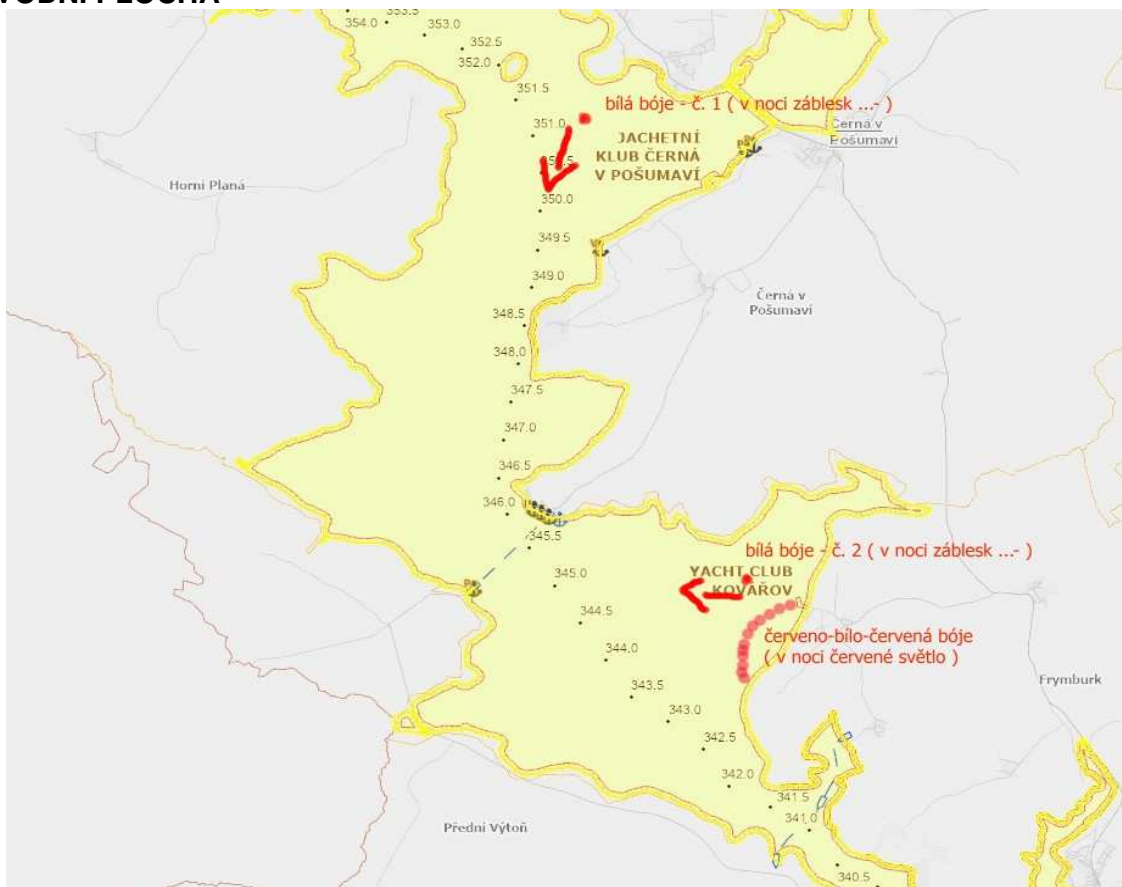 VODNÍ PLOCHA
353.5
354.0
353.0
352.5
352.0
351.5
bílá bóje - č. 1 ( v noci záblesk ...- )
351.0
JACHETNÍ
KLUB ČERNÁ
V POŠUMAVÍ
Černá v
Pošumaví
Horní Planá
350.0
349.5
349.0
Černá v
Pošumaví
348.5
348.0
347.5
347.0
346.5
346.0
345.5
bílá bóje - č. 2 ( v noci záblesk ...- )
345.0
YACHT CLUB
KOVAŘOV
344.5
červeno-bílo-červená bóje
( v noci červené světlo )
344.0
Frymburk
343.5
343.0
342.5
342.0
341.5
341.0
Přední Výtoň
340.5